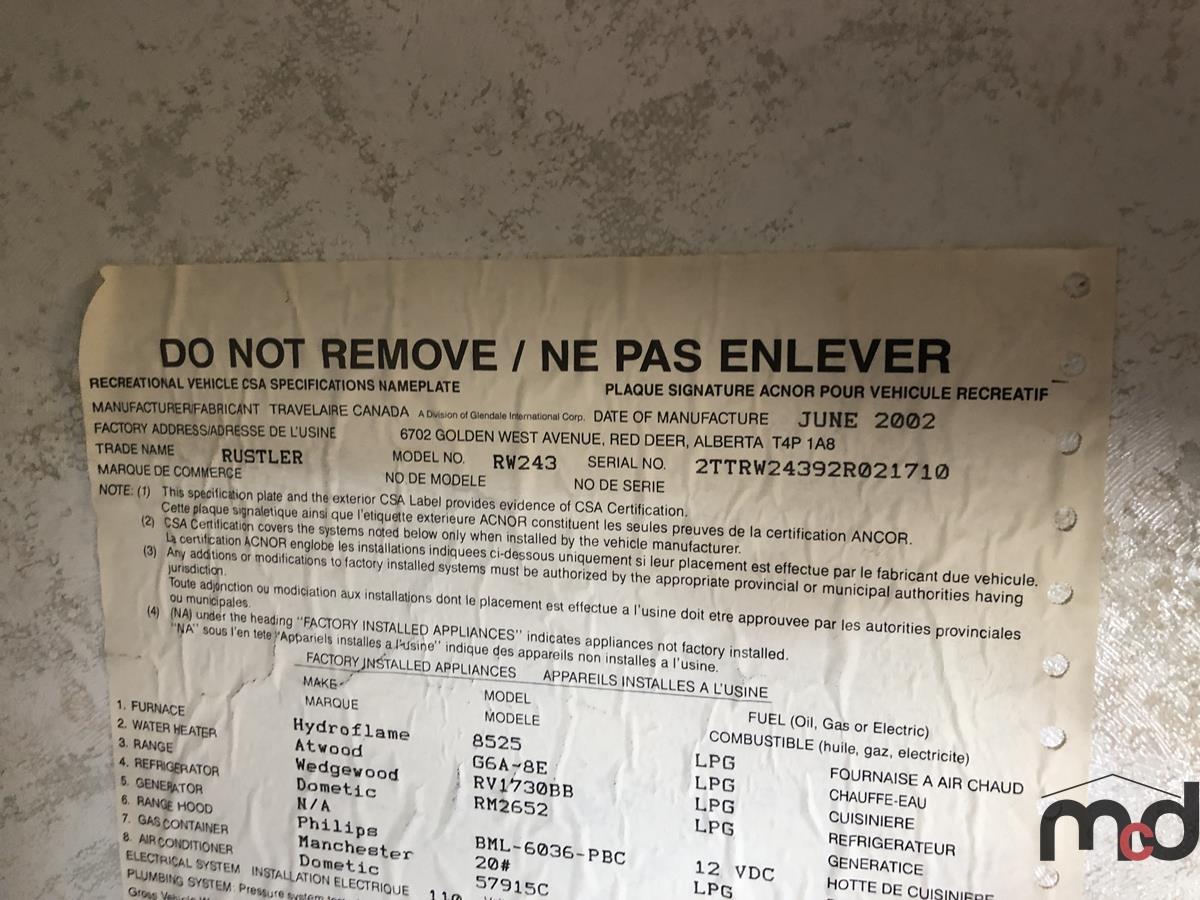 DO NOT REMOVE / NE PAS ENLEVER
RECREATIONAL VEHICLE CSA SPECIFICATIONS NAMEPLATE PLAQUE SIGNATURE ACNOR POUR VEHICULE RECREATIF
MANUFACTURER/FABRICANT TRAVELAIRE CANADA A Division of Glendale International Corp. DATE OF MANUFACTURE JUNE 2002
FACTORY ADDRESS/ADRESSE DE L'USINE 6702 GOLDEN WEST AVENUE, RED DEER, ALBERTA T4P 1A8
TRADE NAME RUSTLER MODEL NO. RW243 SERIAL NO. 2TTRW24392R021710
MARQUE DE COMMERCE NO DE MODELE NO DE SERIE
NOTE: (1) This specification plate and the exterior CSA Label provides evidence of CSA Certification.
Cette plaque signaletique ainsi que l'etiquette exterieure ACNOR constituent les seules preuves de la certification ANCOR.
(2) CSA Certification covers the systems noted below only when installed by the vehicle manufacturer.
La certification ACNOR englobe les installations indiquees ci-dessous uniquement si leur placement est effectue par le fabricant due vehicule.
(3) Any additions or modifications to factory installed systems must be authorized by the appropriate provincial or municipal authorities having
jurisdiction.
Toute adjonction ou modiciation aux installations dont le placement est effectue a l'usine doit etre approuvee par les autorities provinciales
ou municipales.
(4) (NA) under the heading "FACTORY INSTALLED APPLIANCES" indicates appliances not factory installed.
"NA" sous l'en tete "Appariels installes a l'usine" indique des appareils non installes a l'usine.
FACTORY INSTALLED APPLIANCES APPAREILS INSTALLES A L'USINE
MAKE MODEL FUEL (Oil, Gas or Electric)
MARQUE MODELE COMBUSTIBLE (huile, gaz, electricite)
1. FURNACE Hydroflame 8525 LPG FOURNAISE A AIR CHAUD
2. WATER HEATER Atwood G6A-8E LPG CHAUFFE-EAU
3. RANGE Wedgewood RV1730BB LPG CUISINIERE
4. REFRIGERATOR Dometic RM2652 LPG REFRIGERATEUR
5. GENERATOR N/A GENERATICE
6. RANGE HOOD Philips BML-6036-PBC 12 VDC HOTTE DE CUISINIERE
7. GAS CONTAINER Manchester 20# LPG
8. AIR CONDITIONER Dometic 57915C
ELECTRICAL SYSTEM INSTALLATION ELECTRIQUE 110
PLUMBING SYSTEM: Pressure system
Gross Vehicle
mcd